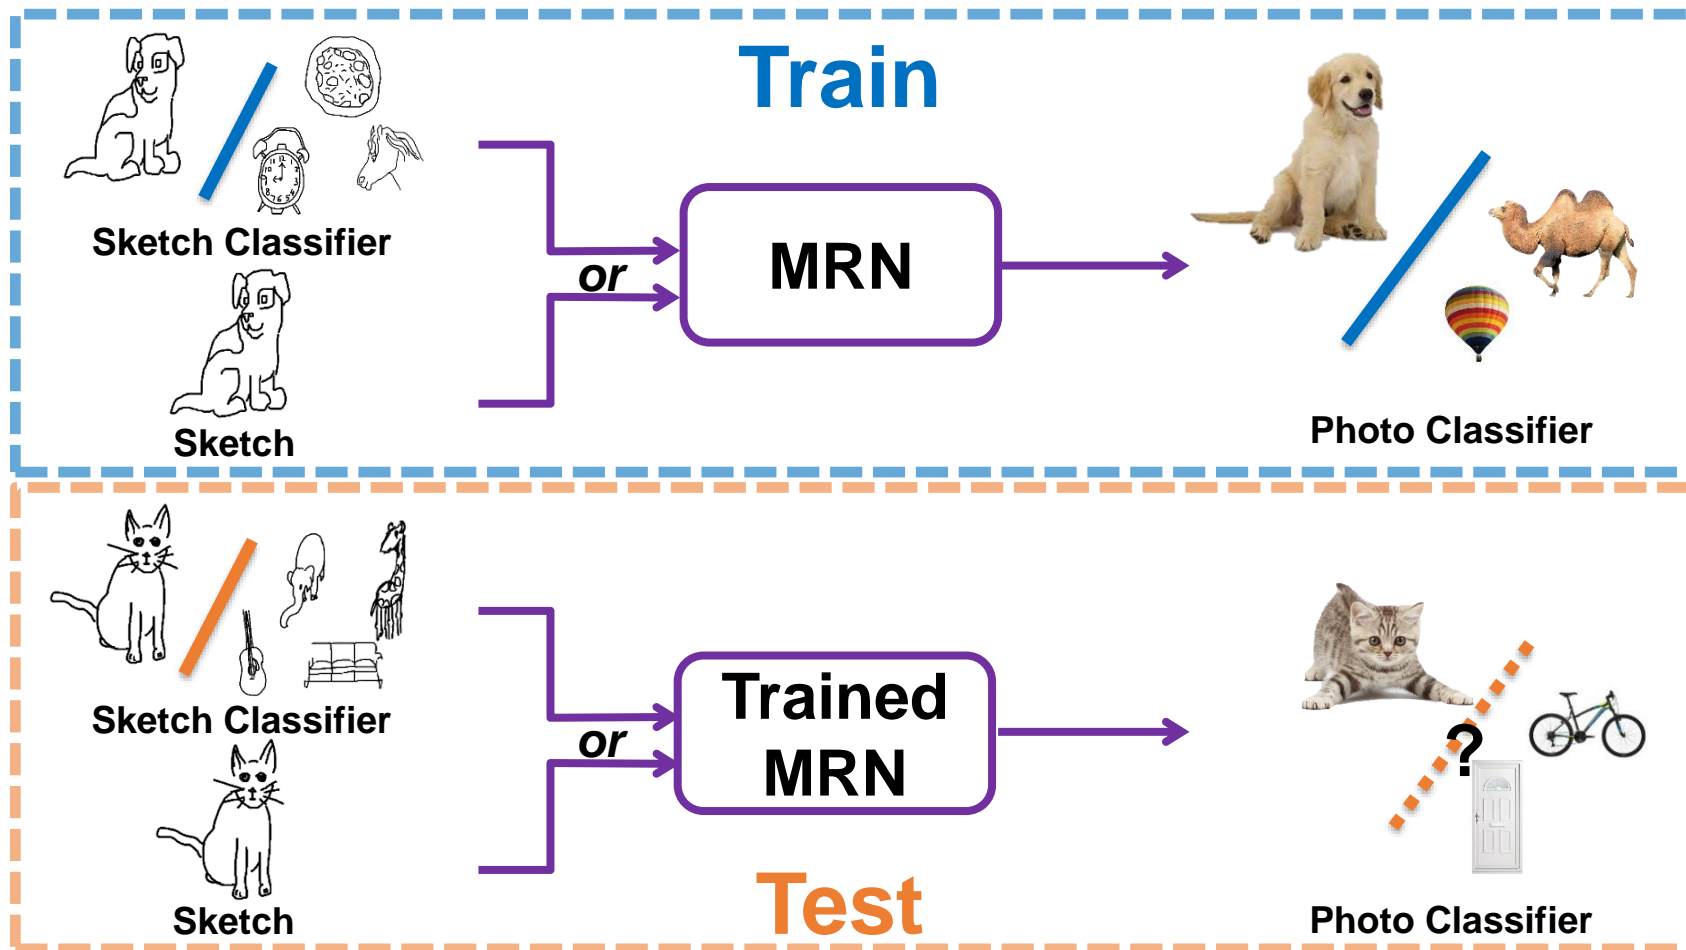 Train
Sketch Classifier
or
MRN
Sketch
Photo Classifier
Sketch Classifier
or
Trained
MRN
?
Test
Sketch
Photo Classifier